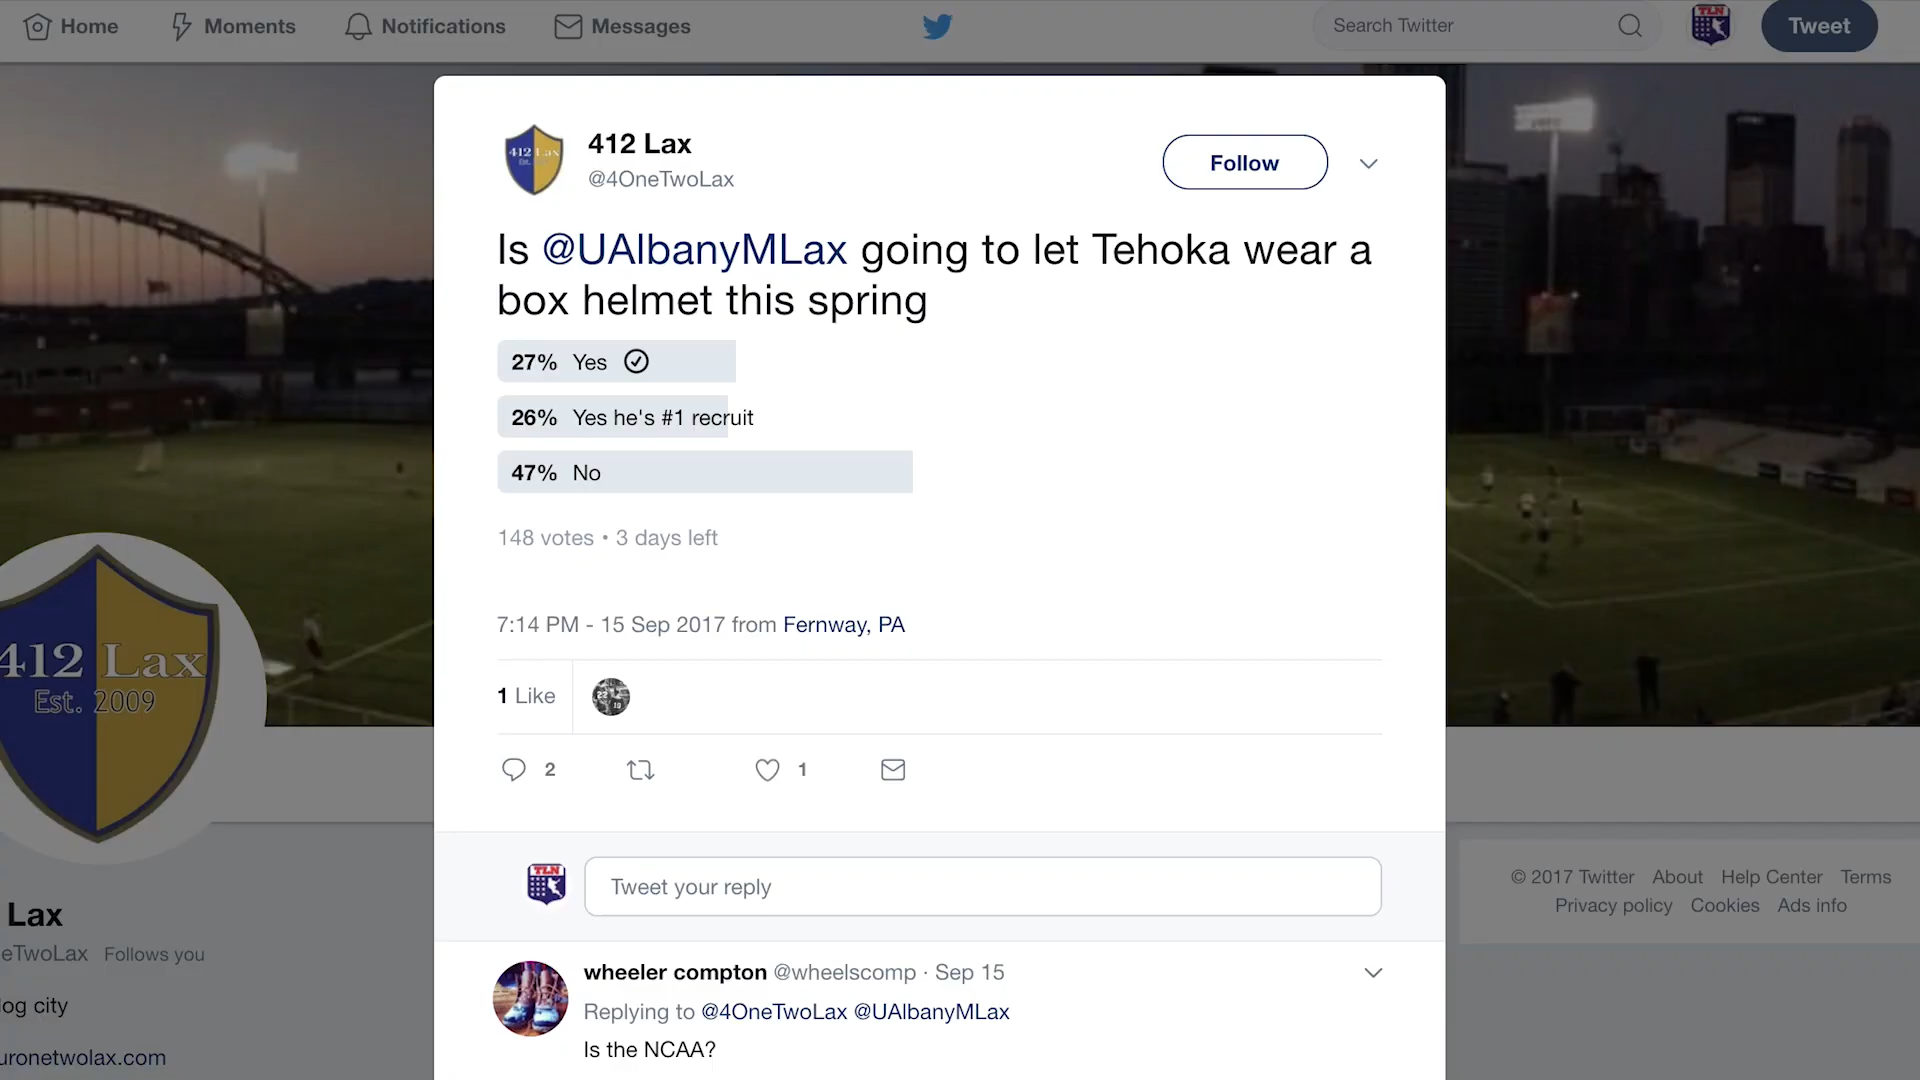 Home
Moments
Notifications
Messages
Search Twitter
TLN
Tweet
412 Lax
412 Lax
@4OneTwoLax
Follow
Is @UAlbanyMLax going to let Tehoka wear a
box helmet this spring
27% Yes
26% Yes he's #1 recruit
47% No
148 votes • 3 days left
7:14 PM - 15 Sep 2017 from Fernway, PA
1 Like
2
1
TLN
Tweet your reply
wheeler compton @wheelscomp · Sep 15
Replying to @4OneTwoLax @UAlbanyMLax
Is the NCAA?
412 Lax
Est. 2009
Lax
eTwoLax Follows you
og city
uronetwolax.com
© 2017 Twitter About Help Center Terms
Privacy policy Cookies Ads info